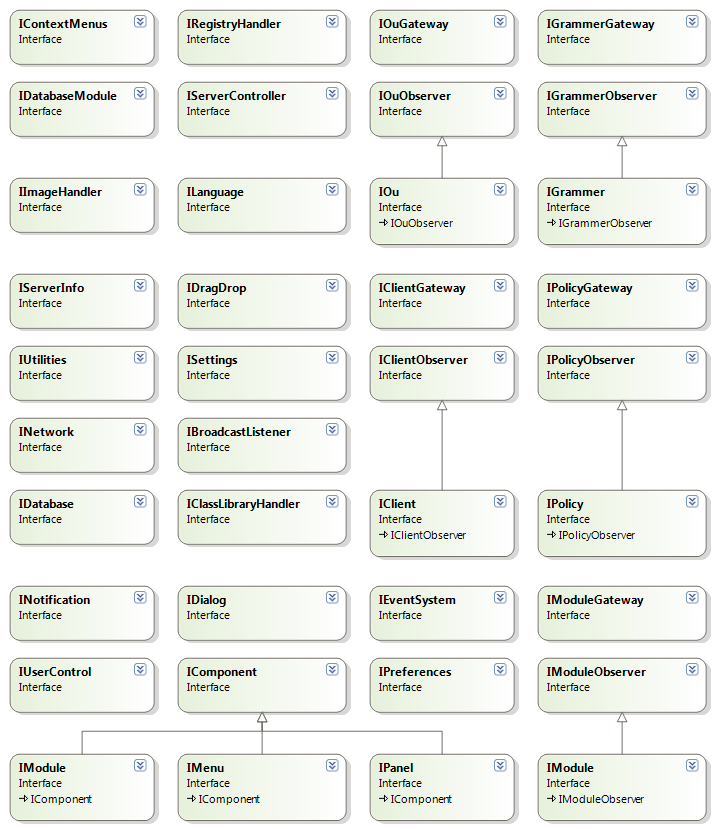 IContextMenus
Interface
IRegistryHandler
Interface
IOuGateway
Interface
IGrammerGateway
Interface
IDatabaseModule
Interface
IServerController
Interface
IOuObserver
Interface
IGrammerObserver
Interface
IImageHandler
Interface
ILanguage
Interface
IOu
Interface
IOuObserver
IGrammer
Interface
IGrammerObserver
IServerInfo
Interface
IDragDrop
Interface
IClientGateway
Interface
IPolicyGateway
Interface
IUtilities
Interface
ISettings
Interface
IClientObserver
Interface
IPolicyObserver
Interface
INetwork
Interface
IBroadcastListener
Interface
IDatabase
Interface
IClassLibraryHandler
Interface
IClient
Interface
IClientObserver
IPolicy
Interface
IPolicyObserver
INotification
Interface
IDialog
Interface
IEventSystem
Interface
IModuleGateway
Interface
IUserControl
Interface
IComponent
Interface
IPreferences
Interface
IModuleObserver
Interface
IModule
Interface
IComponent
IMenu
Interface
IComponent
IPanel
Interface
IComponent
IModule
Interface
IModuleObserver